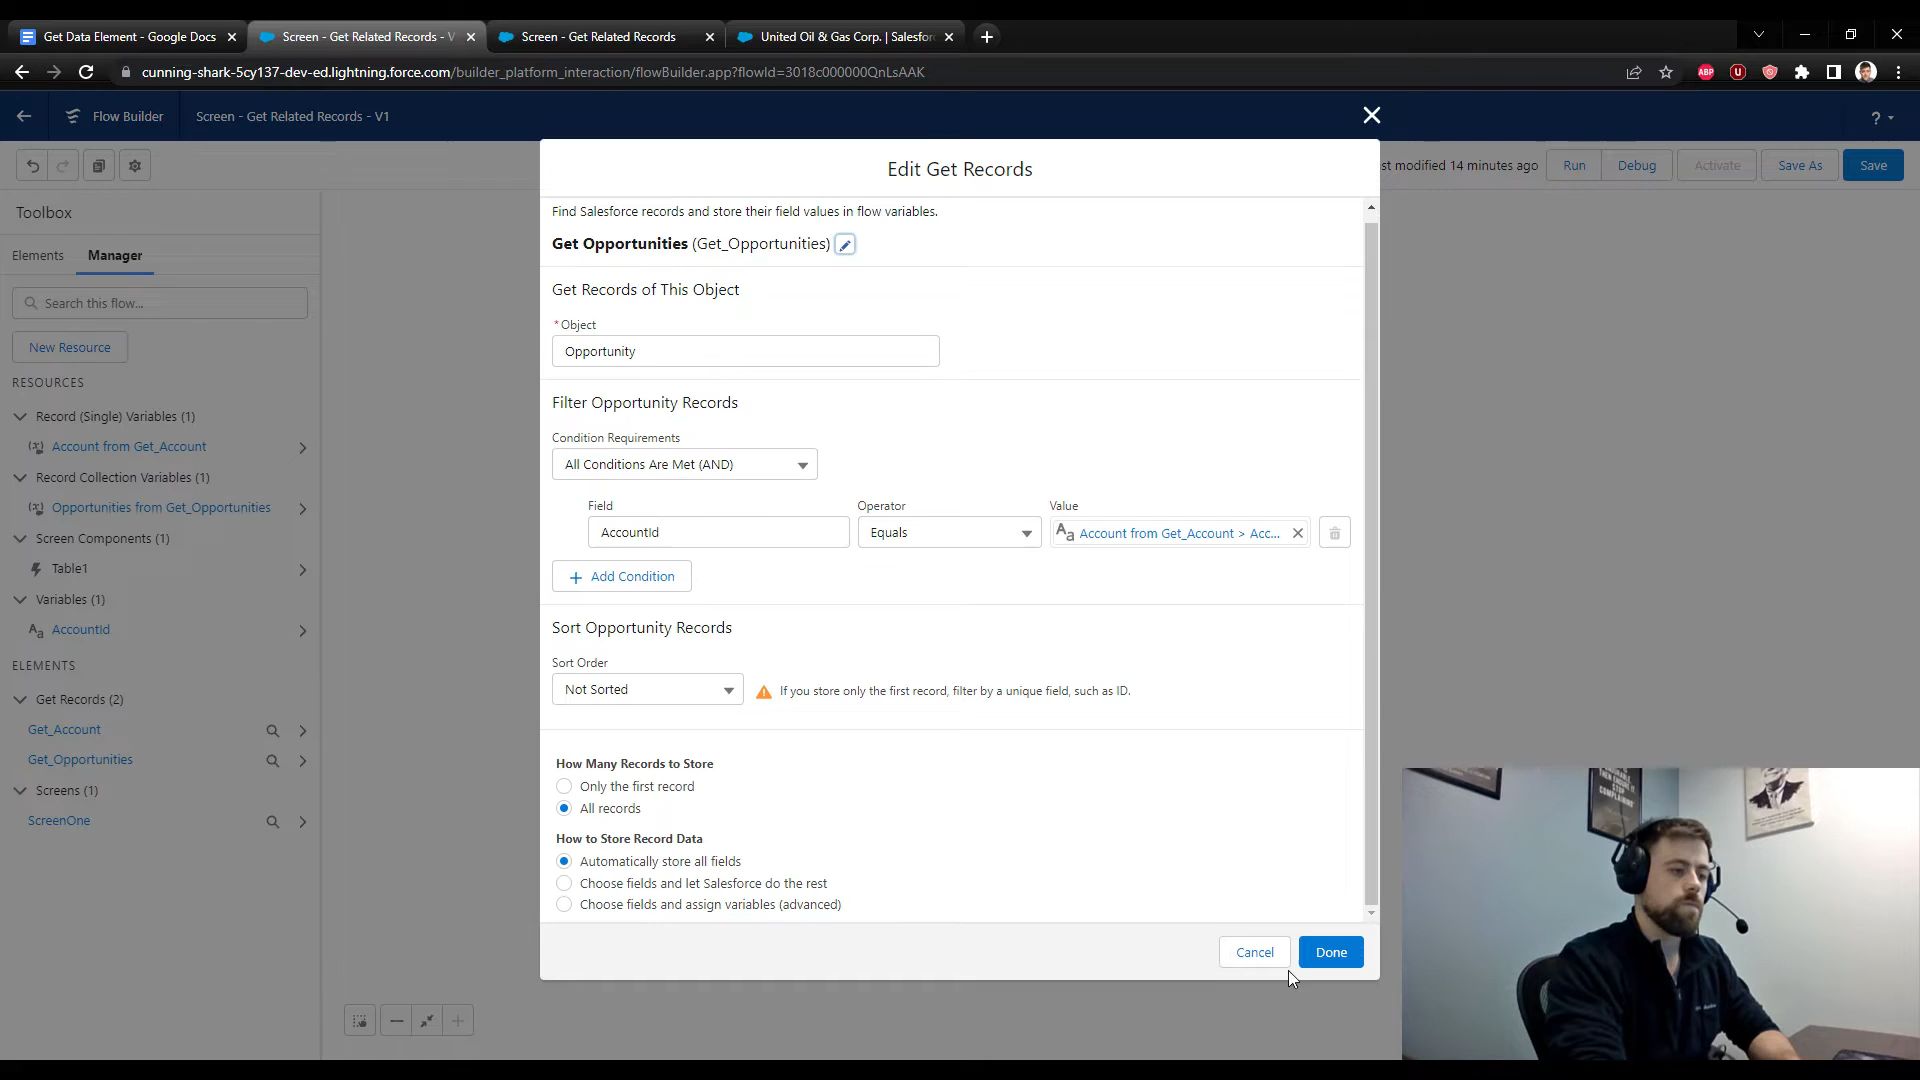 Get Data Element - Google Docs
Screen - Get Related Records - V
Screen - Get Related Records
United Oil & Gas Corp. | Salesfor
cunning-shark-5cy137-dev-ed.lightning.force.com/builder_platform_interaction/flowBuilder.app?flowId=3018c000000QnLsAAK
ABP
Flow Builder
Screen - Get Related Records - V1
?
st modified 14 minutes ago
Run
Debug
Activate
Save As
Save
Toolbox
Elements
Manager
Search this flow...
New Resource
RESOURCES
Record (Single) Variables (1)
Account from Get_Account
Record Collection Variables (1)
Opportunities from Get_Opportunities
Screen Components (1)
Table1
Variables (1)
Aa AccountId
ELEMENTS
Get Records (2)
Get_Account
Get_Opportunities
Screens (1)
ScreenOne
Edit Get Records
Find Salesforce records and store their field values in flow variables.
Get Opportunities (Get_Opportunities)
Get Records of This Object
* Object
Opportunity
Filter Opportunity Records
Condition Requirements
All Conditions Are Met (AND)
Field
Operator
Value
AccountId
Equals
Aa Account from Get_Account > Acc...
+ Add Condition
Sort Opportunity Records
Sort Order
Not Sorted
If you store only the first record, filter by a unique field, such as ID.
How Many Records to Store
Only the first record
All records
How to Store Record Data
Automatically store all fields
Choose fields and let Salesforce do the rest
Choose fields and assign variables (advanced)
Cancel
Done
THEN ENDURE IT
STOP
COMPLAINING